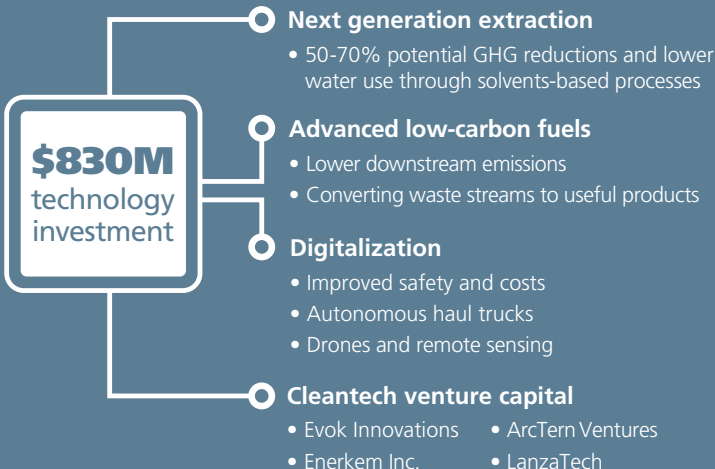 $830M
technology
investment
Next generation extraction
• 50-70% potential GHG reductions and lower
water use through solvents-based processes
Advanced low-carbon fuels
• Lower downstream emissions
• Converting waste streams to useful products
Digitalization
• Improved safety and costs
• Autonomous haul trucks
• Drones and remote sensing
Cleantech venture capital
• Evok Innovations • ArcTern Ventures
• Enerkem Inc. • LanzaTech